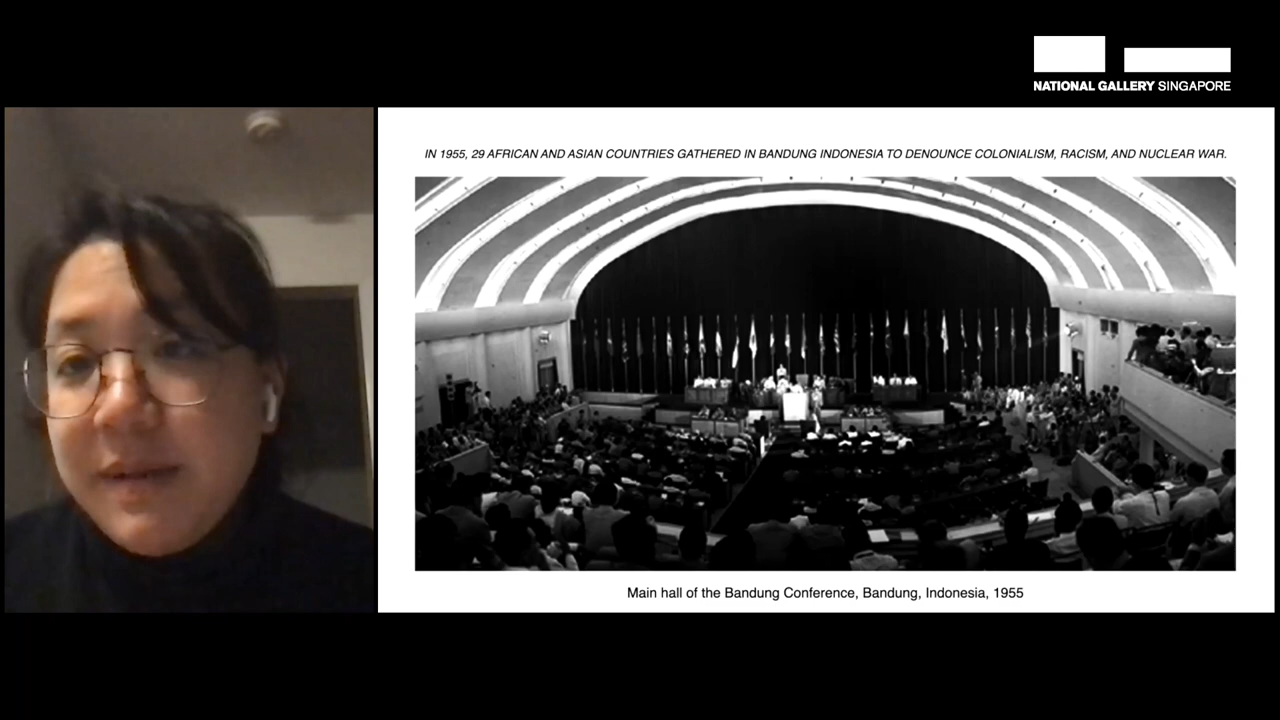 NATIONAL GALLERY SINGAPORE
IN 1955, 29 AFRICAN AND ASIAN COUNTRIES GATHERED IN BANDUNG INDONESIA TO DENOUNCE COLONIALISM, RACISM, AND NUCLEAR WAR.
Main hall of the Bandung Conference, Bandung, Indonesia, 1955